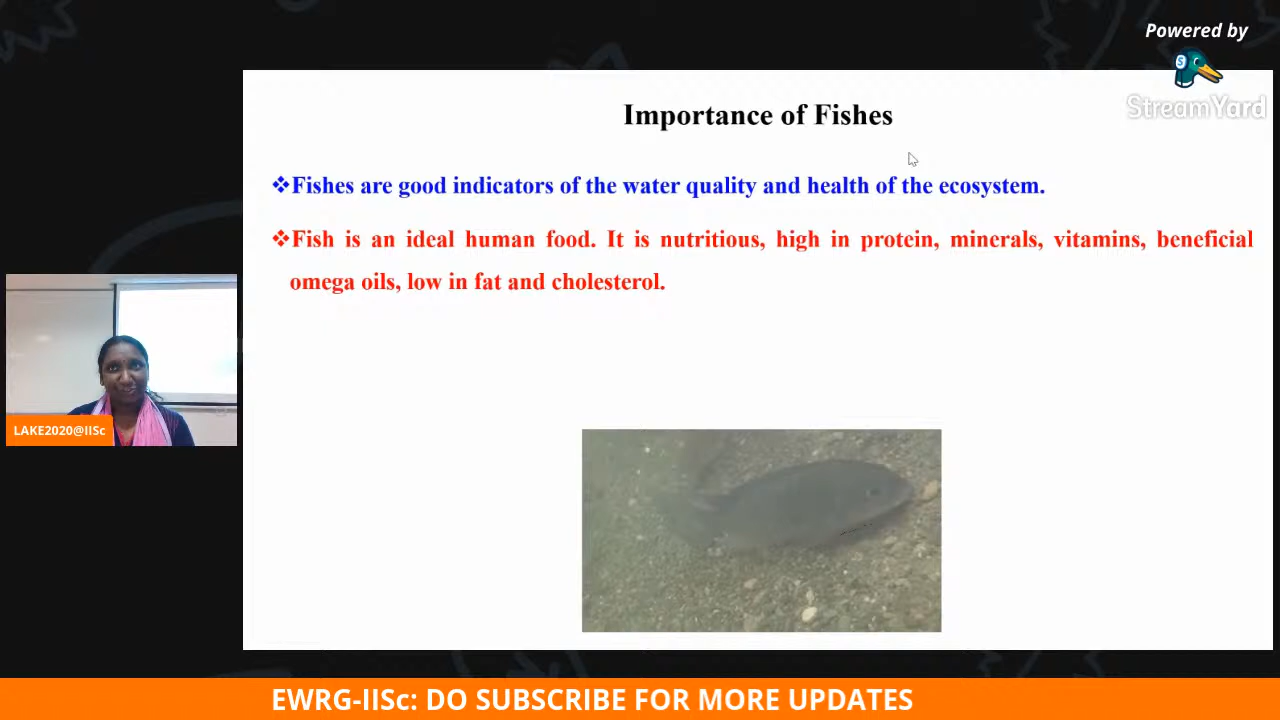 Powered by
StreamYard
Importance of Fishes
❖Fishes are good indicators of the water quality and health of the ecosystem.
❖Fish is an ideal human food. It is nutritious, high in protein, minerals, vitamins, beneficial
omega oils, low in fat and cholesterol.
LAKE2020@IISc
EWRG-IISc: DO SUBSCRIBE FOR MORE UPDATES